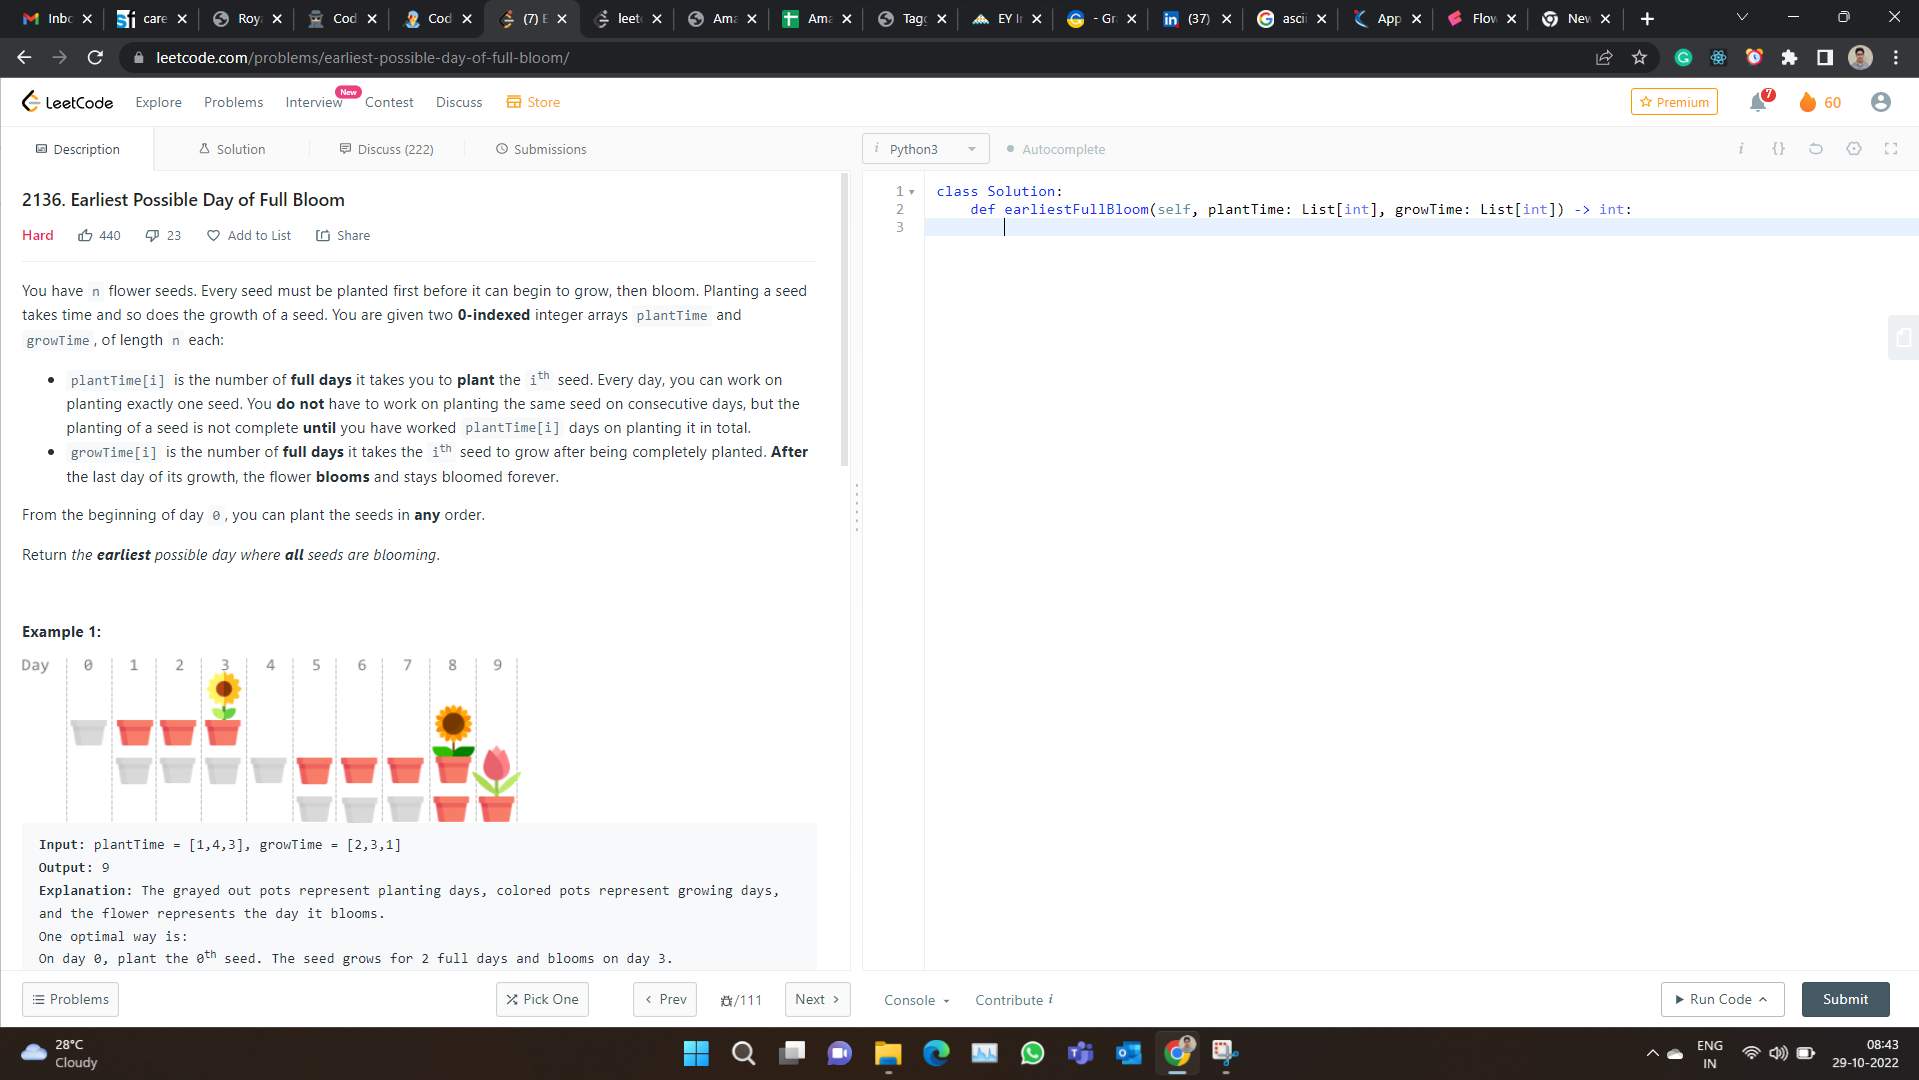 Inbo
care
Roya
Cod
Cod
(7) E
leet
Ama
Ama
Tag
EY I
- Gr
(37)
ascii
App
Flow
New
leetcode.com/problems/earliest-possible-day-of-full-bloom/
LeetCode
Explore
Problems
Interview
New
Contest
Discuss
Store
Premium
7
60
Description
Solution
Discuss (222)
Submissions
i Python3
Autocomplete
i {}
2136. Earliest Possible Day of Full Bloom
Hard
440
23
Add to List
Share
You have n flower seeds. Every seed must be planted first before it can begin to grow, then bloom. Planting a seed
takes time and so does the growth of a seed. You are given two 0-indexed integer arrays plantTime and
growTime , of length n each:
plantTime[i] is the number of full days it takes you to plant the ith seed. Every day, you can work on
planting exactly one seed. You do not have to work on planting the same seed on consecutive days, but the
planting of a seed is not complete until you have worked plantTime[i] days on planting it in total.
growTime[i] is the number of full days it takes the ith seed to grow after being completely planted. After
the last day of its growth, the flower blooms and stays bloomed forever.
From the beginning of day 0 , you can plant the seeds in any order.
Return the earliest possible day where all seeds are blooming.
Example 1:
Day 0 1 2 3 4 5 6 7 8 9
Input: plantTime = [1,4,3], growTime = [2,3,1]
Output: 9
Explanation: The grayed out pots represent planting days, colored pots represent growing days,
and the flower represents the day it blooms.
One optimal way is:
On day 0, plant the 0th seed. The seed grows for 2 full days and blooms on day 3.
1 class Solution:
2 def earliestFullBloom(self, plantTime: List[int], growTime: List[int]) -> int:
3
Problems
Pick One
Prev
/111
Next
Console
Contribute i
Run Code
Submit
28°C
Cloudy
ENG
IN
08:43
29-10-2022